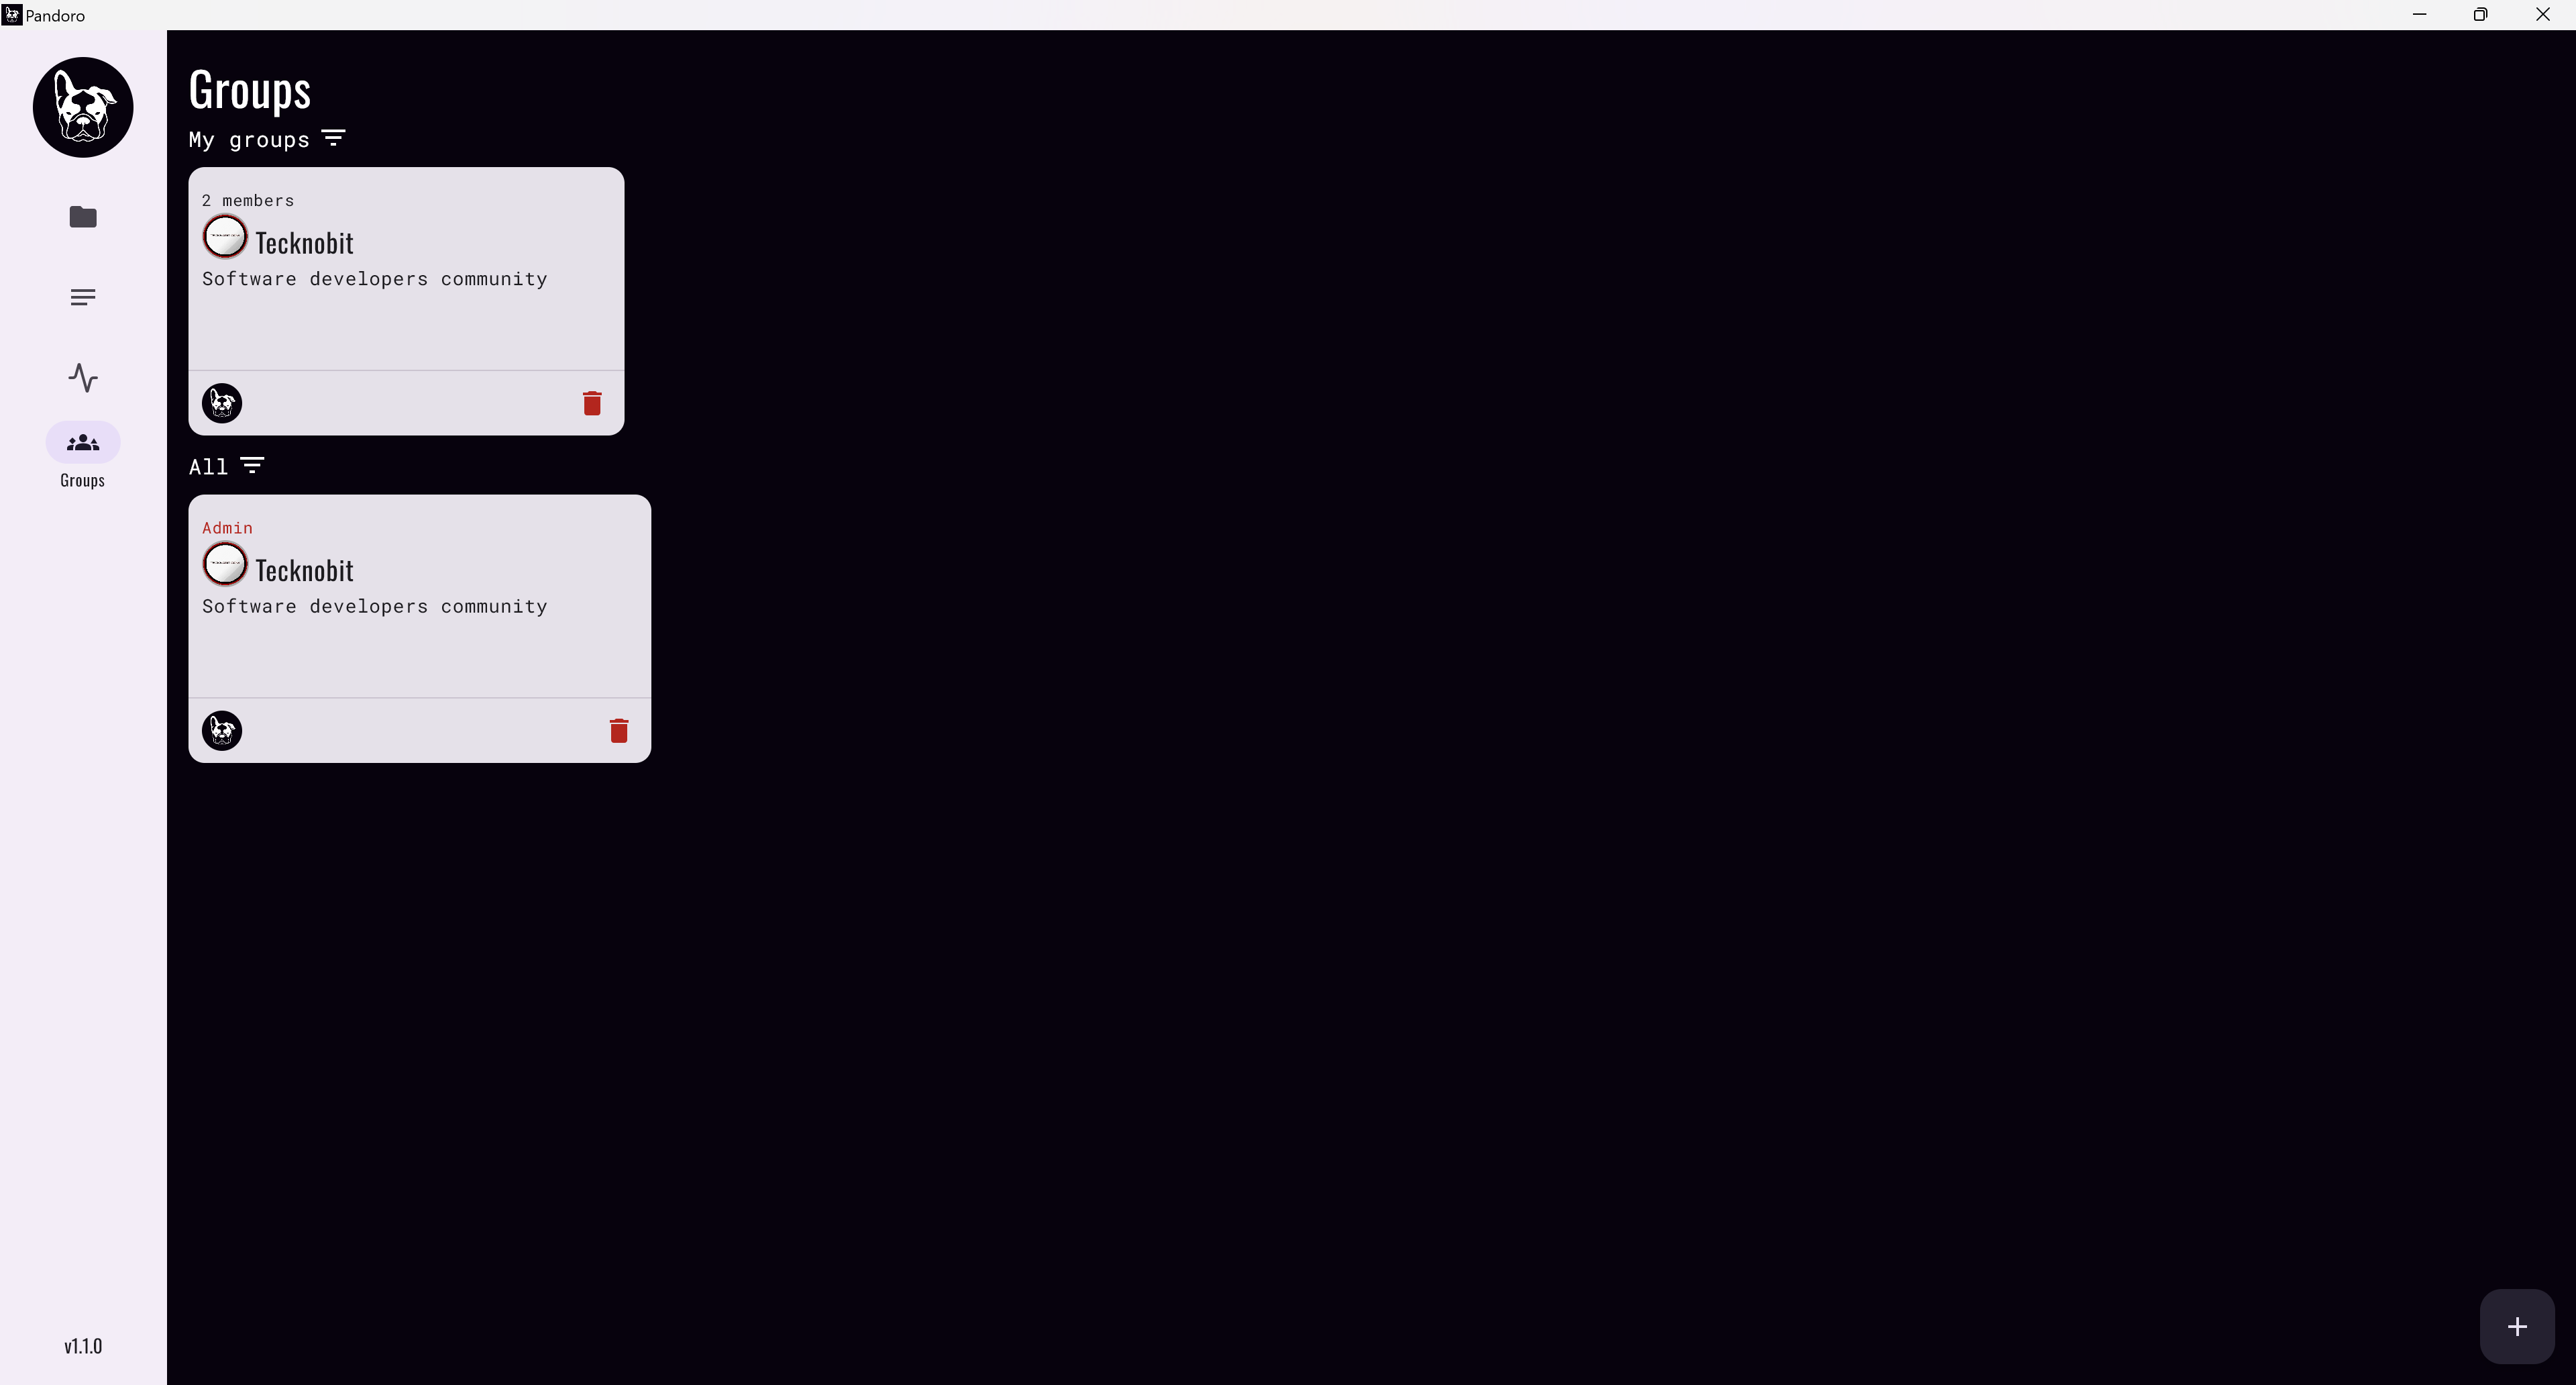 Pandoro
Groups
My groups
2 members
Tecknobit
Software developers community
All
Admin
Tecknobit
Software developers community
Groups
v1.1.0